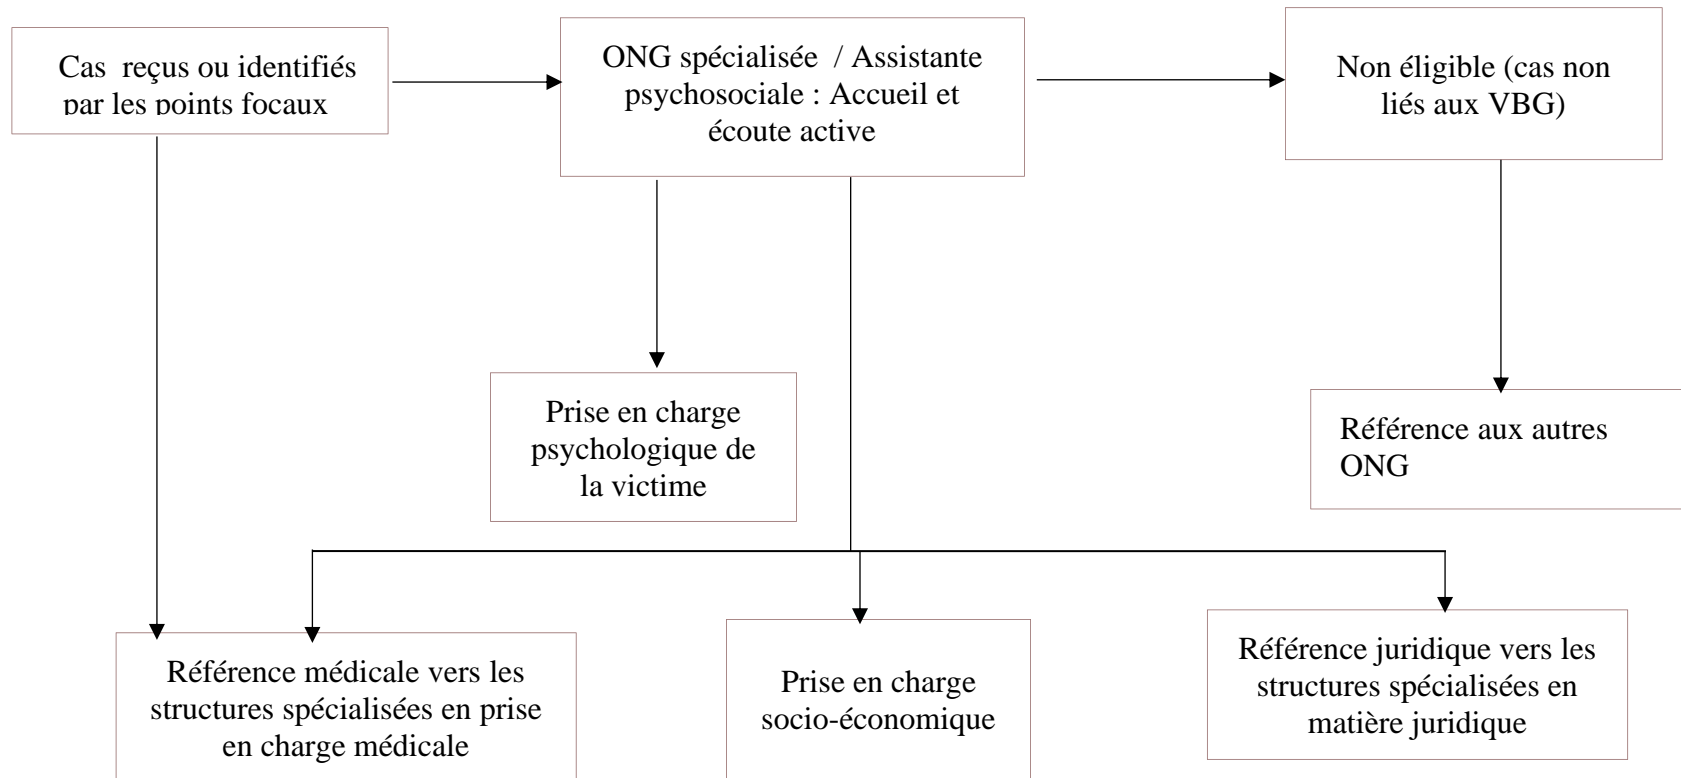 Cas reçus ou identifiés
par les points focaux
ONG spécialisée / Assistante
psychosociale : Accueil et
écoute active
Non éligible (cas non
liés aux VBG)
Prise en charge
psychologique de
la victime
Référence aux autres
ONG
Référence médicale vers les
structures spécialisées en prise
en charge médicale
Prise en charge
socio-économique
Référence juridique vers les
structures spécialisées en
matière juridique